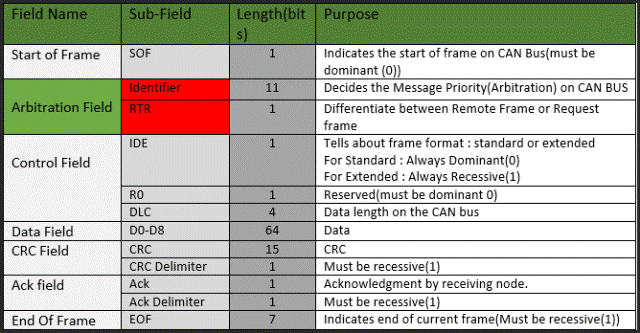 Field Name Sub-Field Length(bit
s) Purpose
Start of Frame SOF 1 Indicates the start of frame on CAN Bus(must be
dominant (0))
Arbitration Field Identifier 11 Decides the Message Priority(Arbitration) on CAN BUS
RTR 1 Differentiate between Remote Frame or Request
frame
Control Field IDE 1 Tells about frame format : standard or extended
For Standard : Always Dominant(0)
For Extended : Always Recessive(1)
R0 1 Reserved(must be dominant 0)
DLC 4 Data length on the CAN bus
Data Field D0-D8 64 Data
CRC Field CRC 15 CRC
CRC Delimiter 1 Must be recessive(1)
Ack field Ack 1 Acknowledgment by receiving node.
Ack Delimiter 1 Must be recessive(1)
End Of Frame EOF 7 Indicates end of current frame(Must be recessive(1))